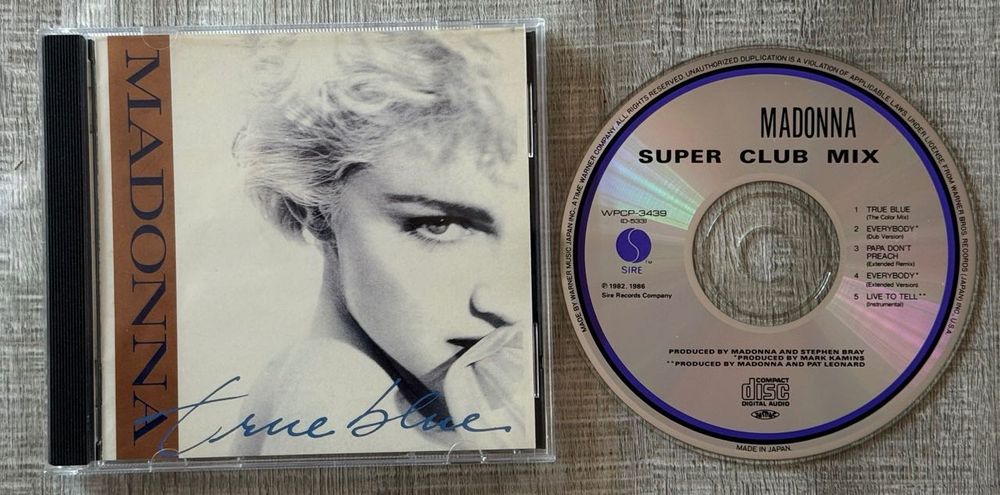 MADONNA
true blue
MADE BY WARNER MUSIC JAPAN INC., A TIME WARNER COMPANY. ALL RIGHTS RESERVED. UNAUTHORIZED DUPLICATION IS A VIOLATION OF APPLICABLE LAWS. UNDER LICENSE FROM WARNER BROS. RECORDS (JAPAN) INC. U.S.A.
MADONNA
SUPER CLUB MIX
WPCP-3439
(D-533)
SIRE ™
℗ 1982, 1986
Sire Records Company
1 TRUE BLUE
(The Color Mix)
2 EVERYBODY*
(Dub Version)
3 PAPA DON'T
PREACH
(Extended Remix)
4 EVERYBODY*
(Extended Version)
5 LIVE TO TELL**
(Instrumental)
PRODUCED BY MADONNA AND STEPHEN BRAY
*PRODUCED BY MARK KAMINS
**PRODUCED BY MADONNA AND PAT LEONARD
COMPACT
disc
DIGITAL AUDIO
JASRAC
MADE IN JAPAN.